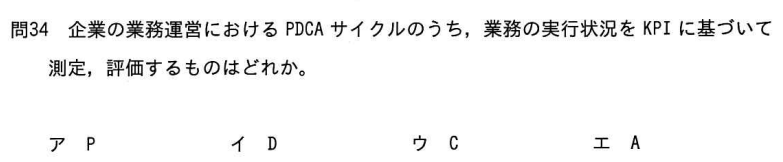 問34 企業の業務運営における PDCA サイクルのうち，業務の実行状況を KPI に基づいて
測定，評価するものはどれか。
ア P イ D ウ C エ A